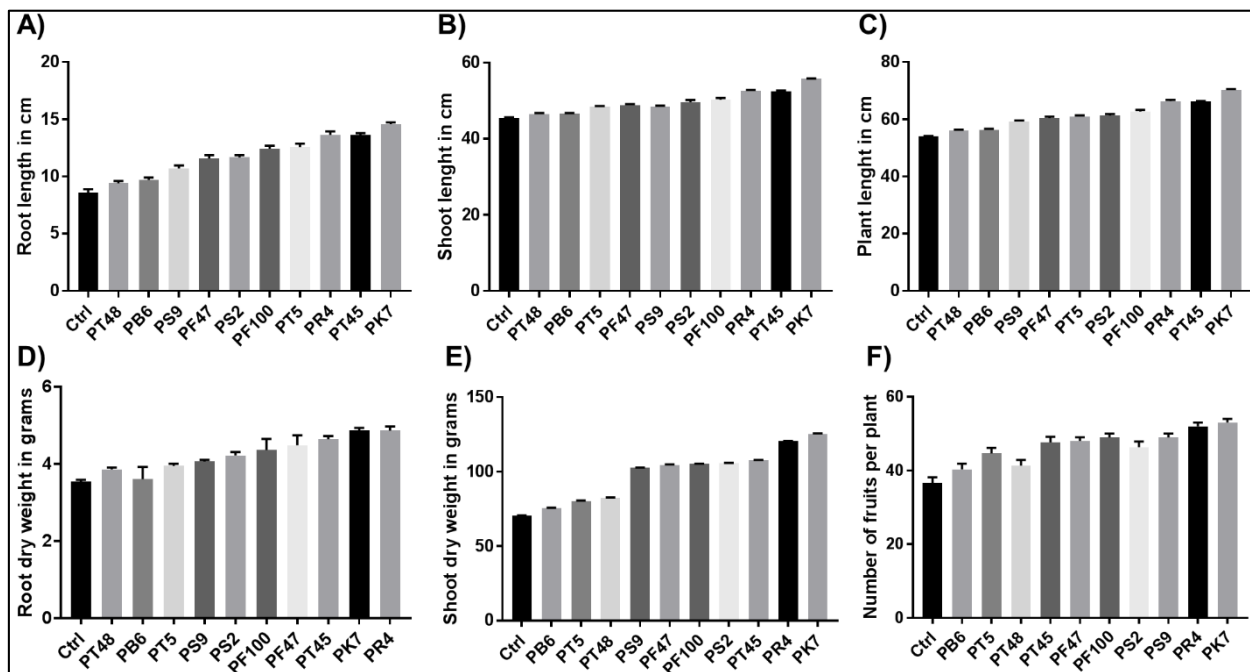 A)
Root length in cm
15
10
5
0
Ctrl
PT48
PB6
PS9
PF47
PS2
PF100
PT5
PR4
PT45
PK7
20
B)
Shoot lenght in cm
60
40
20
0
Ctrl
PT48
PB6
PT5
PF47
PS9
PS2
PF100
PR4
PT45
PK7
C)
Plant lenght in cm
80
60
40
20
0
Ctrl
PT48
PB6
PS9
PF47
PT5
PS2
PF100
PR4
PT45
PK7
D)
Root dry weight in grams
6
4
2
0
Ctrl
PT48
PB6
PT5
PS9
PS2
PF100
PF47
PT45
PK7
PR4
E)
Shoot dry weight in grams
150
100
50
0
Ctrl
PB6
PT5
PT48
PS9
PF47
PF100
PS2
PT45
PR4
PK7
F)
Number of fruits per plant
60
40
20
0
Ctrl
PB6
PT5
PT48
PT45
PF47
PF100
PS2
PS9
PR4
PK7